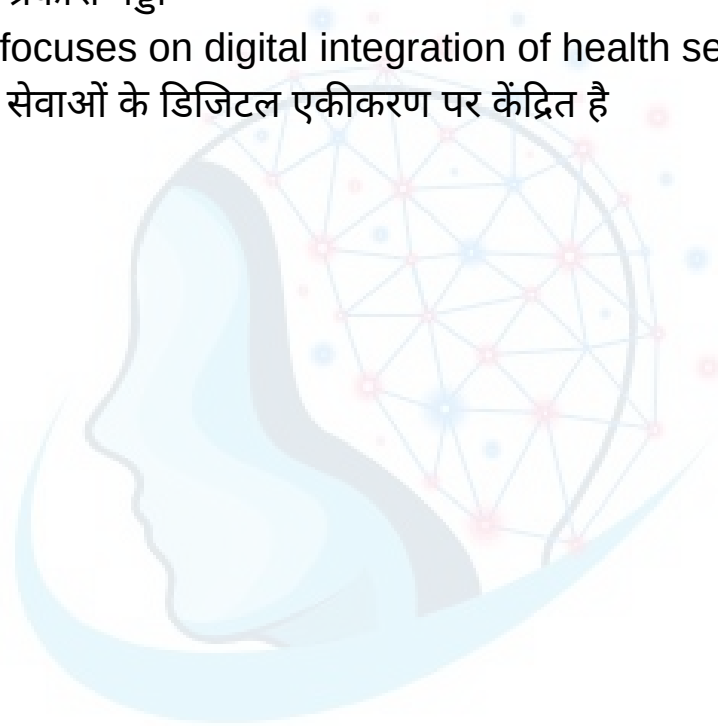 focuses on digital integration of health se
सेवाओं के डिजिटल एकीकरण पर केंद्रित है